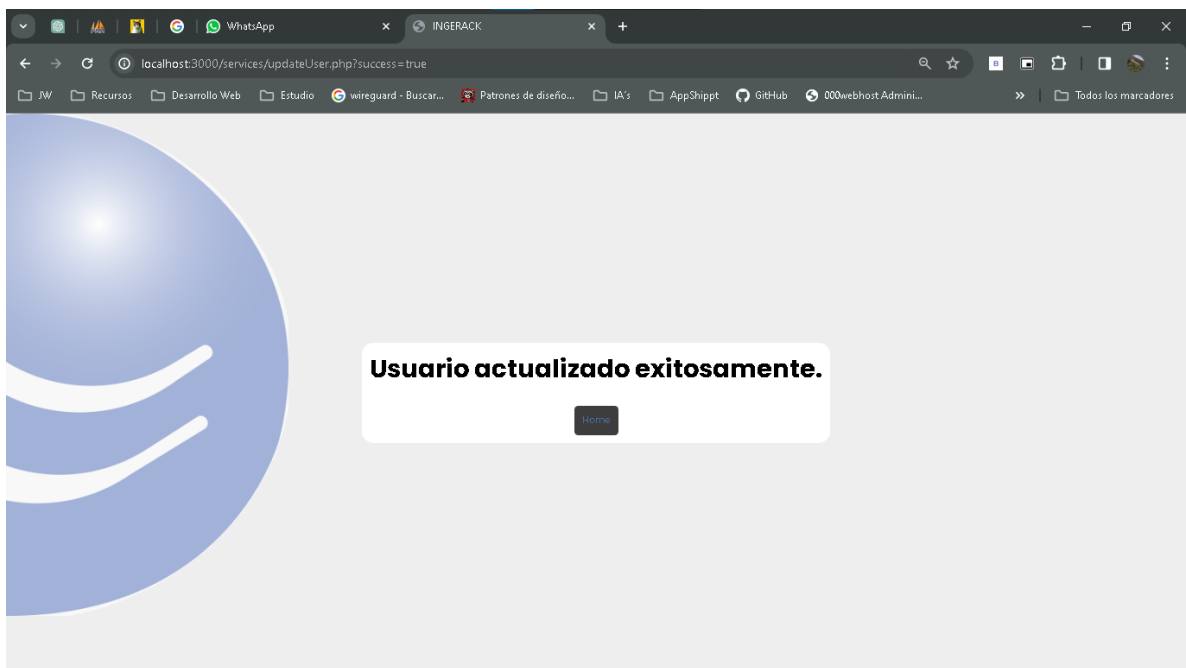 WhatsApp
INGERACK
localhost:3000/services/updateUser.php?success=true
JW Recursos Desarrollo Web Estudio wireguard - Buscar... Patrones de diseño... IA's AppShippt GitHub 000webhost Admini... Todos los marcadores
Usuario actualizado exitosamente.
Home